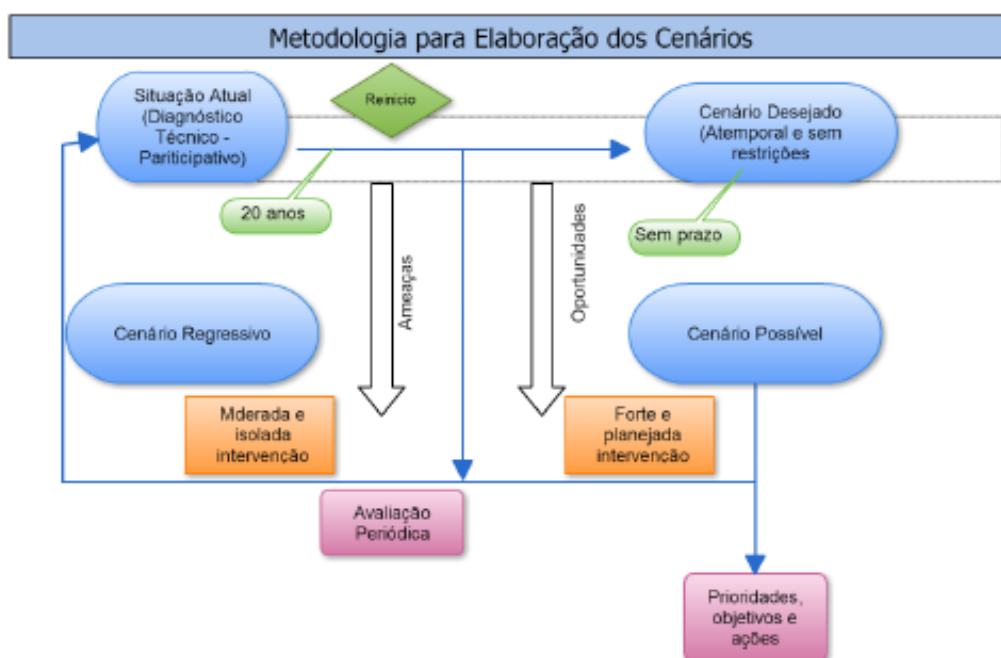 Metodologia para Elaboração dos Cenários
Situação Atual
(Diagnóstico
Técnico -
Pariticipativo)
Reinicio
Cenário Desejado
(Atemporal e sem
restrições
20 anos
Sem prazo
Ameaças
Oportunidades
Cenário Regressivo
Cenário Possível
Mderada e
isolada
intervenção
Forte e
planejada
intervenção
Avaliação
Periódica
Prioridades,
objetivos e
ações